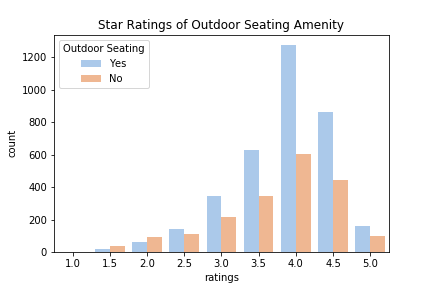 Star Ratings of Outdoor Seating Amenity
Outdoor Seating
Yes
No
1200
1000
800
600
400
200
0
count
1.0 1.5 2.0 2.5 3.0 3.5 4.0 4.5 5.0
ratings